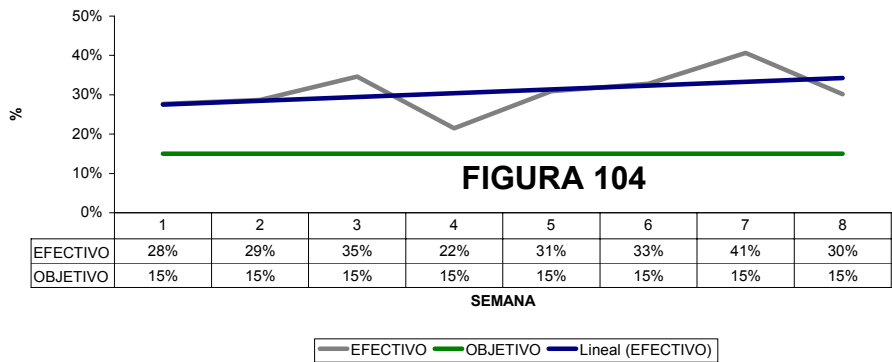 50%
40%
30%
20%
10%
0%
%
FIGURA 104
1 2 3 4 5 6 7 8
EFECTIVO 28% 29% 35% 22% 31% 33% 41% 30%
OBJETIVO 15% 15% 15% 15% 15% 15% 15% 15%
SEMANA
EFECTIVO OBJETIVO Lineal (EFECTIVO)